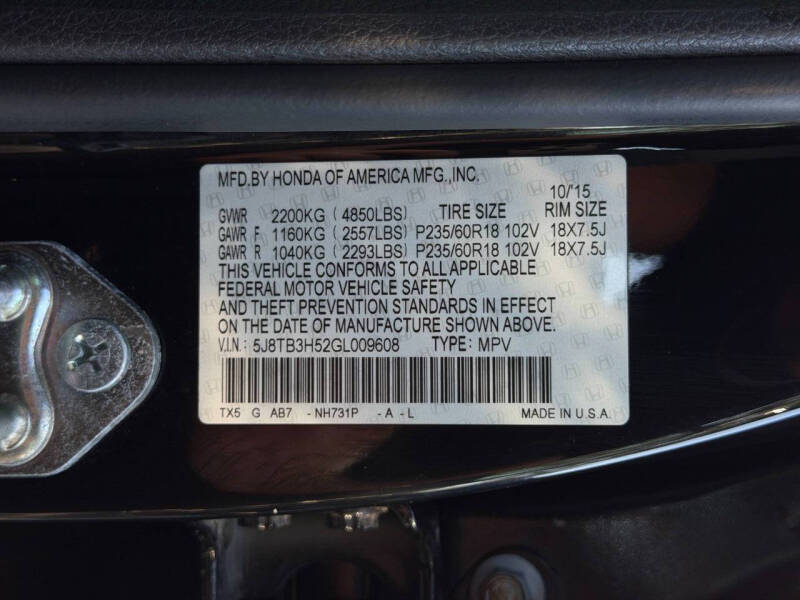 MFD.BY HONDA OF AMERICA MFG.,INC.
10/'15
GVWR 2200KG (4850LBS) TIRE SIZE RIM SIZE
GAWR F 1160KG (2557LBS) P235/60R18 102V 18X7.5J
GAWR R 1040KG (2293LBS) P235/60R18 102V 18X7.5J
THIS VEHICLE CONFORMS TO ALL APPLICABLE
FEDERAL MOTOR VEHICLE SAFETY
AND THEFT PREVENTION STANDARDS IN EFFECT
ON THE DATE OF MANUFACTURE SHOWN ABOVE.
V.I.N: 5J8TB3H52GL009608 TYPE: MPV
TX5 G AB7 -NH731P -A-L MADE IN U.S.A.